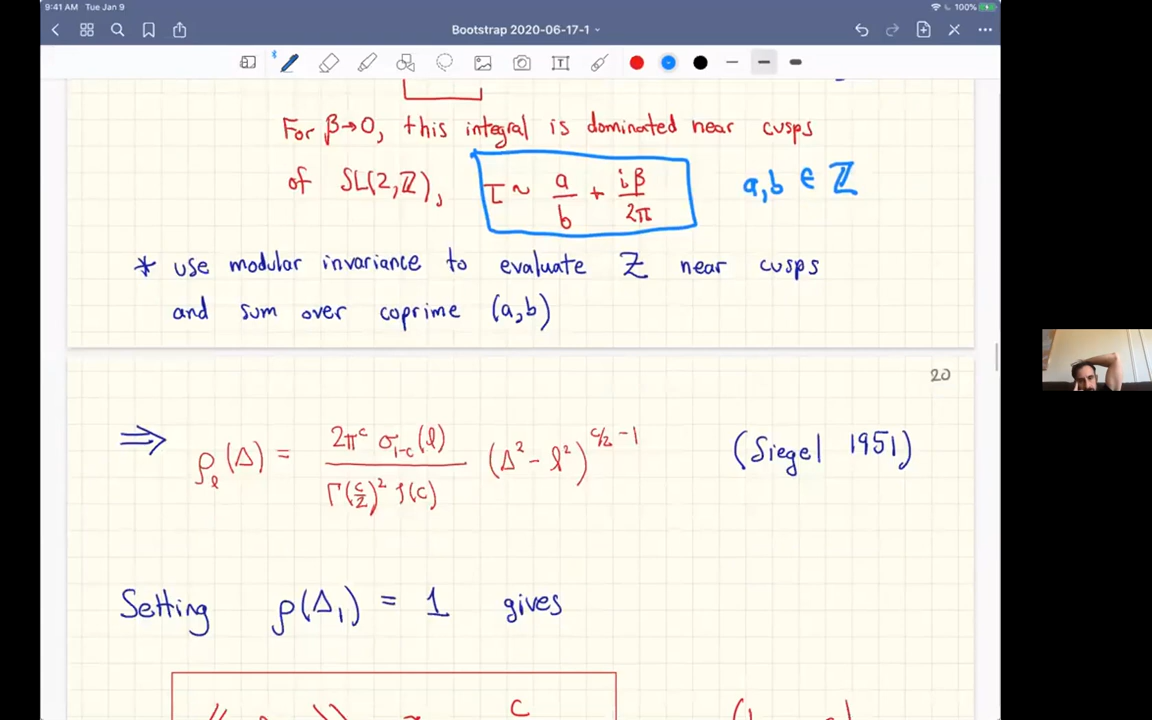 9:41 AM Tue Jan 9
100%
Bootstrap 2020-06-17-1
For β→0, this integral is dominated near cusps
of SL(2,ℤ), τ ~ a/b + iβ/2π a,b ∈ ℤ
* use modular invariance to evaluate Z near cusps
and sum over coprime (a,b)
20
⇒ ρ_ℓ(Δ) = 2π^c σ_{1-c}(ℓ) / Γ(c/2)^2 ζ(c) (Δ^2 - ℓ^2)^{c/2 - 1} (Siegel 1951)
Setting ρ(Δ_1) = 1 gives
c